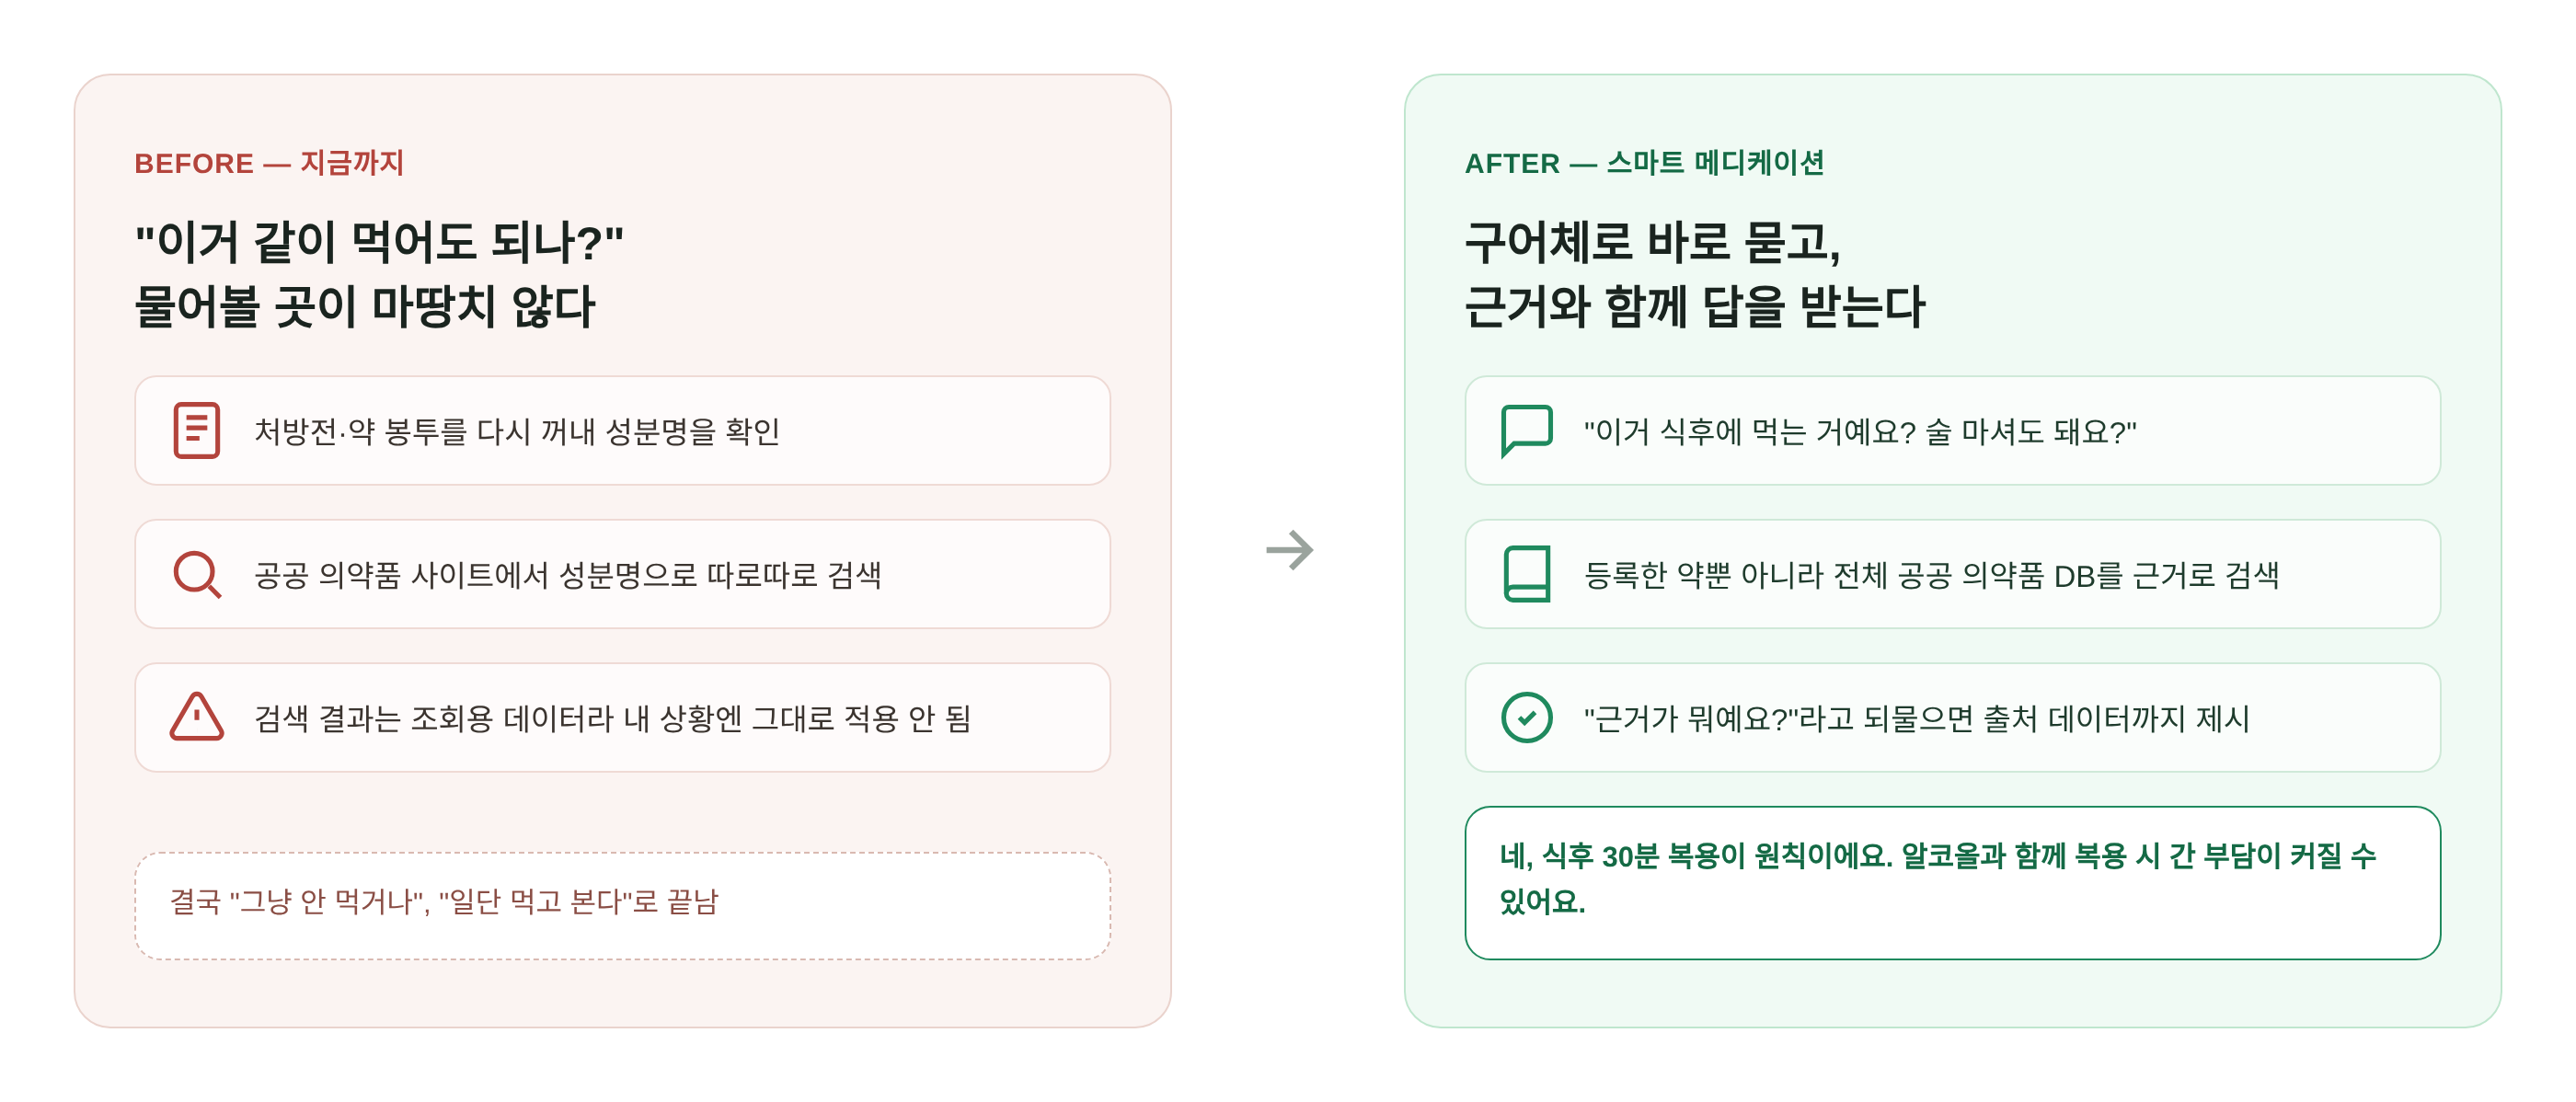 BEFORE — 지금까지
"이거 같이 먹어도 되나?"
물어볼 곳이 마땅치 않다
처방전·약 봉투를 다시 꺼내 성분명을 확인
공공 의약품 사이트에서 성분명으로 따로따로 검색
검색 결과는 조회용 데이터라 내 상황엔 그대로 적용 안 됨
결국 "그냥 안 먹거나", "일단 먹고 본다"로 끝남
AFTER — 스마트 메디케이션
구어체로 바로 묻고,
근거와 함께 답을 받는다
"이거 식후에 먹는 거예요? 술 마셔도 돼요?"
등록한 약뿐 아니라 전체 공공 의약품 DB를 근거로 검색
"근거가 뭐예요?"라고 되물으면 출처 데이터까지 제시
네, 식후 30분 복용이 원칙이에요. 알코올과 함께 복용 시 간 부담이 커질 수
있어요.